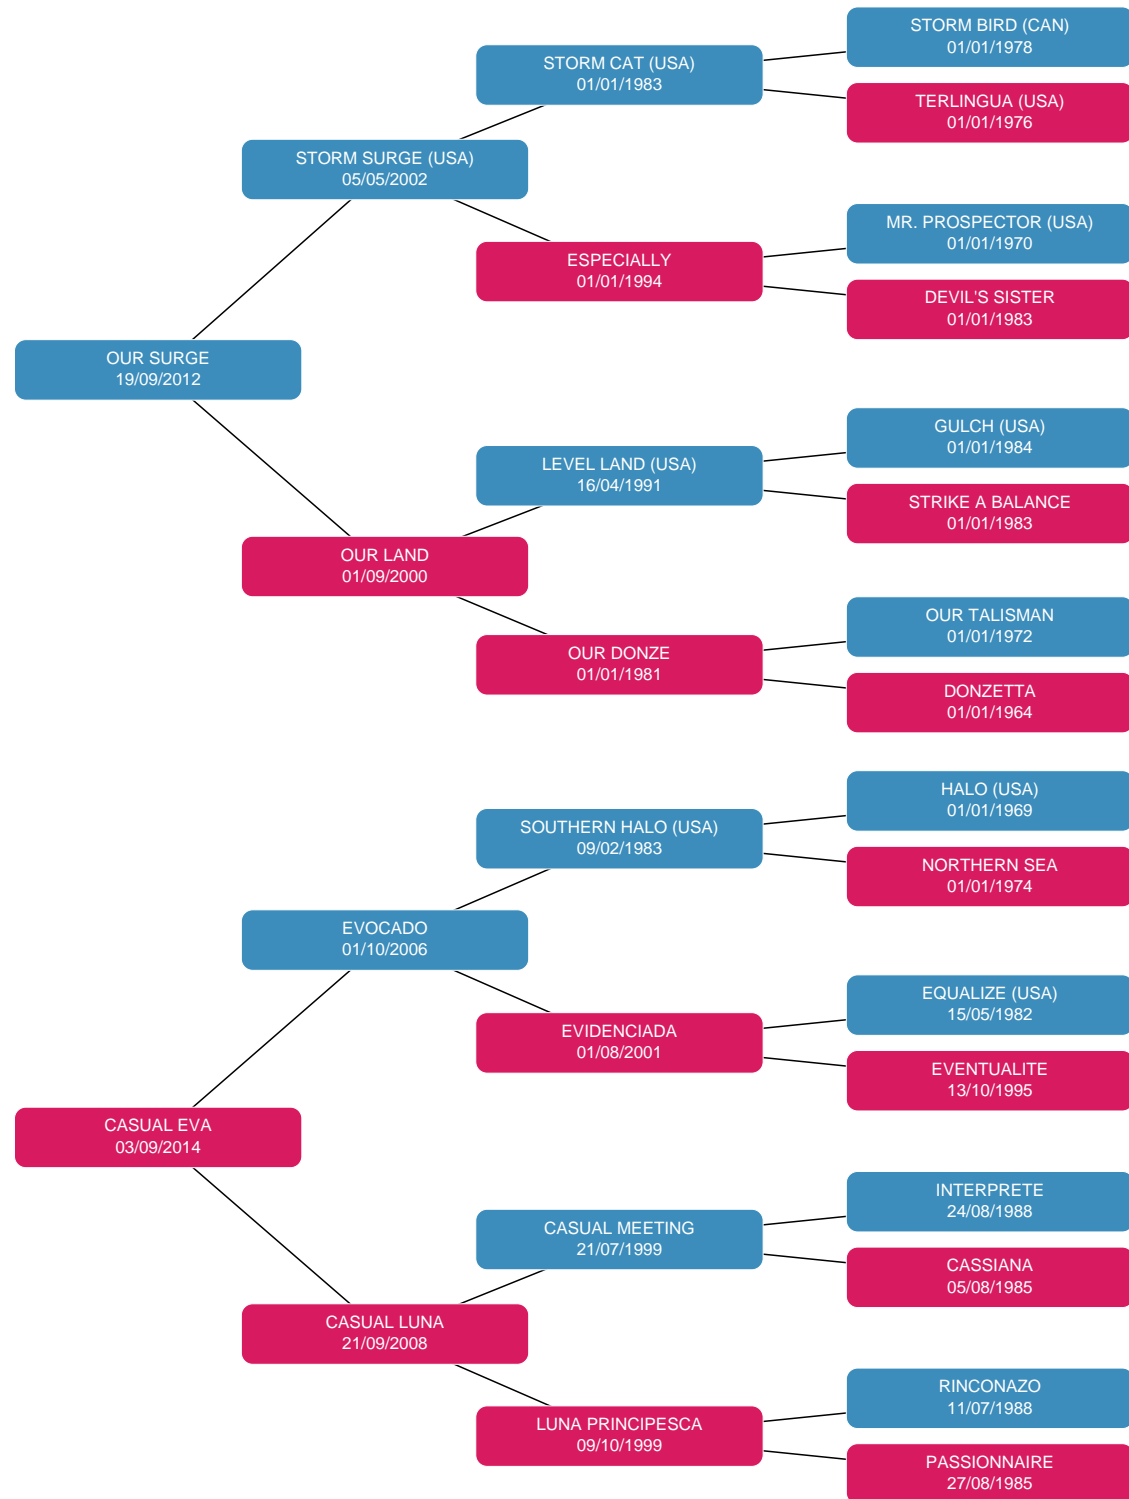 STORM BIRD (CAN)
01/01/1978
STORM CAT (USA)
01/01/1983
TERLINGUA (USA)
01/01/1976
STORM SURGE (USA)
05/05/2002
MR. PROSPECTOR (USA)
01/01/1970
ESPECIALLY
01/01/1994
DEVIL'S SISTER
01/01/1983
OUR SURGE
19/09/2012
GULCH (USA)
01/01/1984
LEVEL LAND (USA)
16/04/1991
STRIKE A BALANCE
01/01/1983
OUR LAND
01/09/2000
OUR TALISMAN
01/01/1972
OUR DONZE
01/01/1981
DONZETTA
01/01/1964
HALO (USA)
01/01/1969
SOUTHERN HALO (USA)
09/02/1983
NORTHERN SEA
01/01/1974
EVOCADO
01/10/2006
EQUALIZE (USA)
15/05/1982
EVIDENCIADA
01/08/2001
EVENTUALITE
13/10/1995
CASUAL EVA
03/09/2014
INTERPRETE
24/08/1988
CASUAL MEETING
21/07/1999
CASSIANA
05/08/1985
CASUAL LUNA
21/09/2008
RINCONAZO
11/07/1988
LUNA PRINCIPESCA
09/10/1999
PASSIONNAIRE
27/08/1985